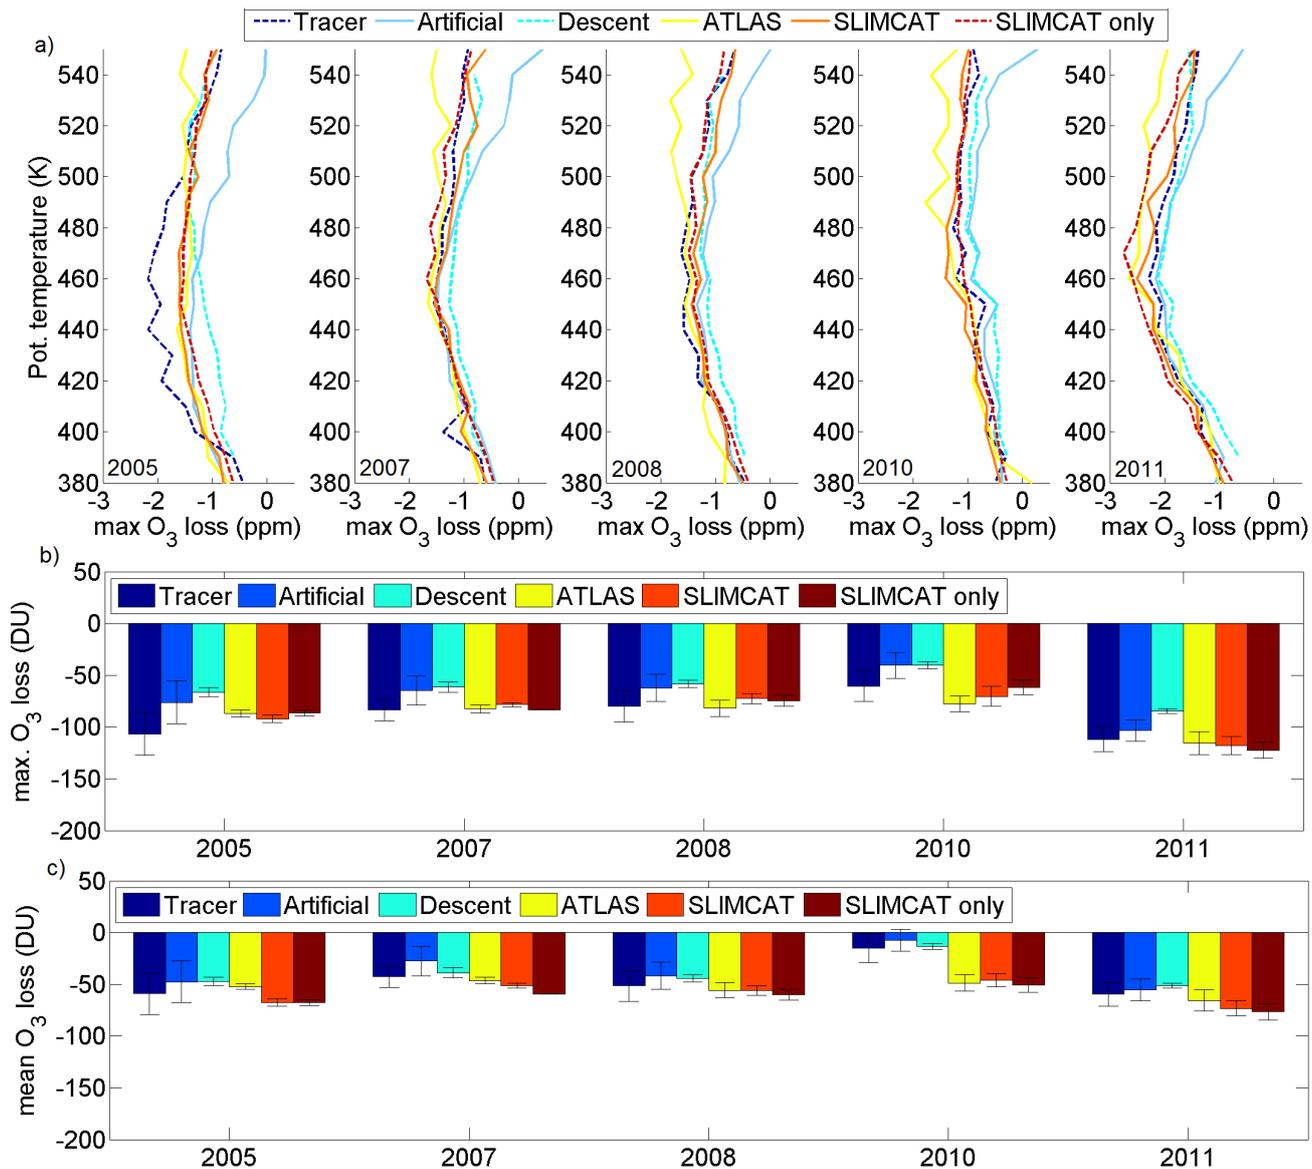 Tracer Artificial Descent ATLAS SLIMCAT SLIMCAT only
a)
Pot. temperature (K)
540 520 500 480 460 440 420 400 380
2005
-3 -2 -1 0
max O3 loss (ppm)
540 520 500 480 460 440 420 400 380
2007
-3 -2 -1 0
max O3 loss (ppm)
540 520 500 480 460 440 420 400 380
2008
-3 -2 -1 0
max O3 loss (ppm)
540 520 500 480 460 440 420 400 380
2010
-3 -2 -1 0
max O3 loss (ppm)
540 520 500 480 460 440 420 400 380
2011
-3 -2 -1 0
max O3 loss (ppm)
b)
max. O3 loss (DU)
50
Tracer Artificial Descent ATLAS SLIMCAT SLIMCAT only
0
-50
-100
-150
-200
2005 2007 2008 2010 2011
c)
mean O3 loss (DU)
50
Tracer Artificial Descent ATLAS SLIMCAT SLIMCAT only
0
-50
-100
-150
-200
2005 2007 2008 2010 2011